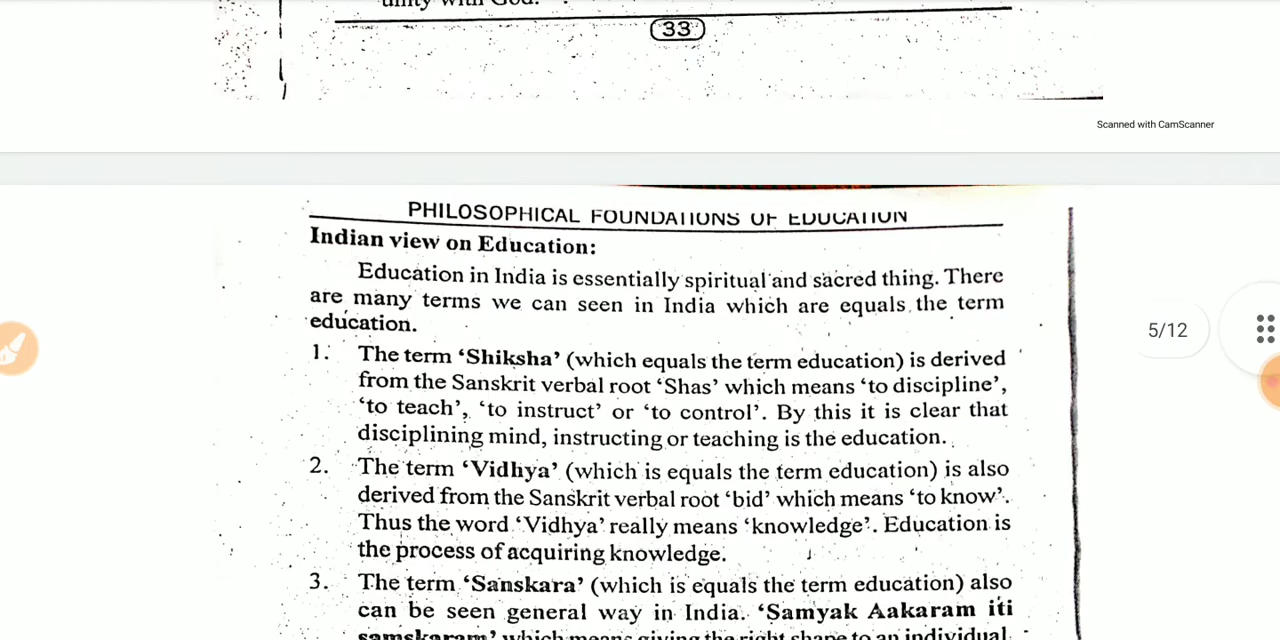 unity with God.
33
Scanned with CamScanner
PHILOSOPHICAL FOUNDATIONS OF EDUCATION
Indian view on Education:
Education in India is essentially spiritual and sacred thing. There
are many terms we can seen in India which are equals the term
education.
1. The term ‘Shiksha’ (which equals the term education) is derived
from the Sanskrit verbal root ‘Shas’ which means ‘to discipline’,
‘to teach’, ‘to instruct’ or ‘to control’. By this it is clear that
disciplining mind, instructing or teaching is the education.
5/12
2. The term ‘Vidhya’ (which is equals the term education) is also
derived from the Sanskrit verbal root ‘bid’ which means ‘to know’.
Thus the word ‘Vidhya’ really means ‘knowledge’. Education is
the process of acquiring knowledge.
3. The term ‘Sanskara’ (which is equals the term education) also
can be seen general way in India. ‘Samyak Aakaram iti
samskaram’ which means giving the right shape to an individual.